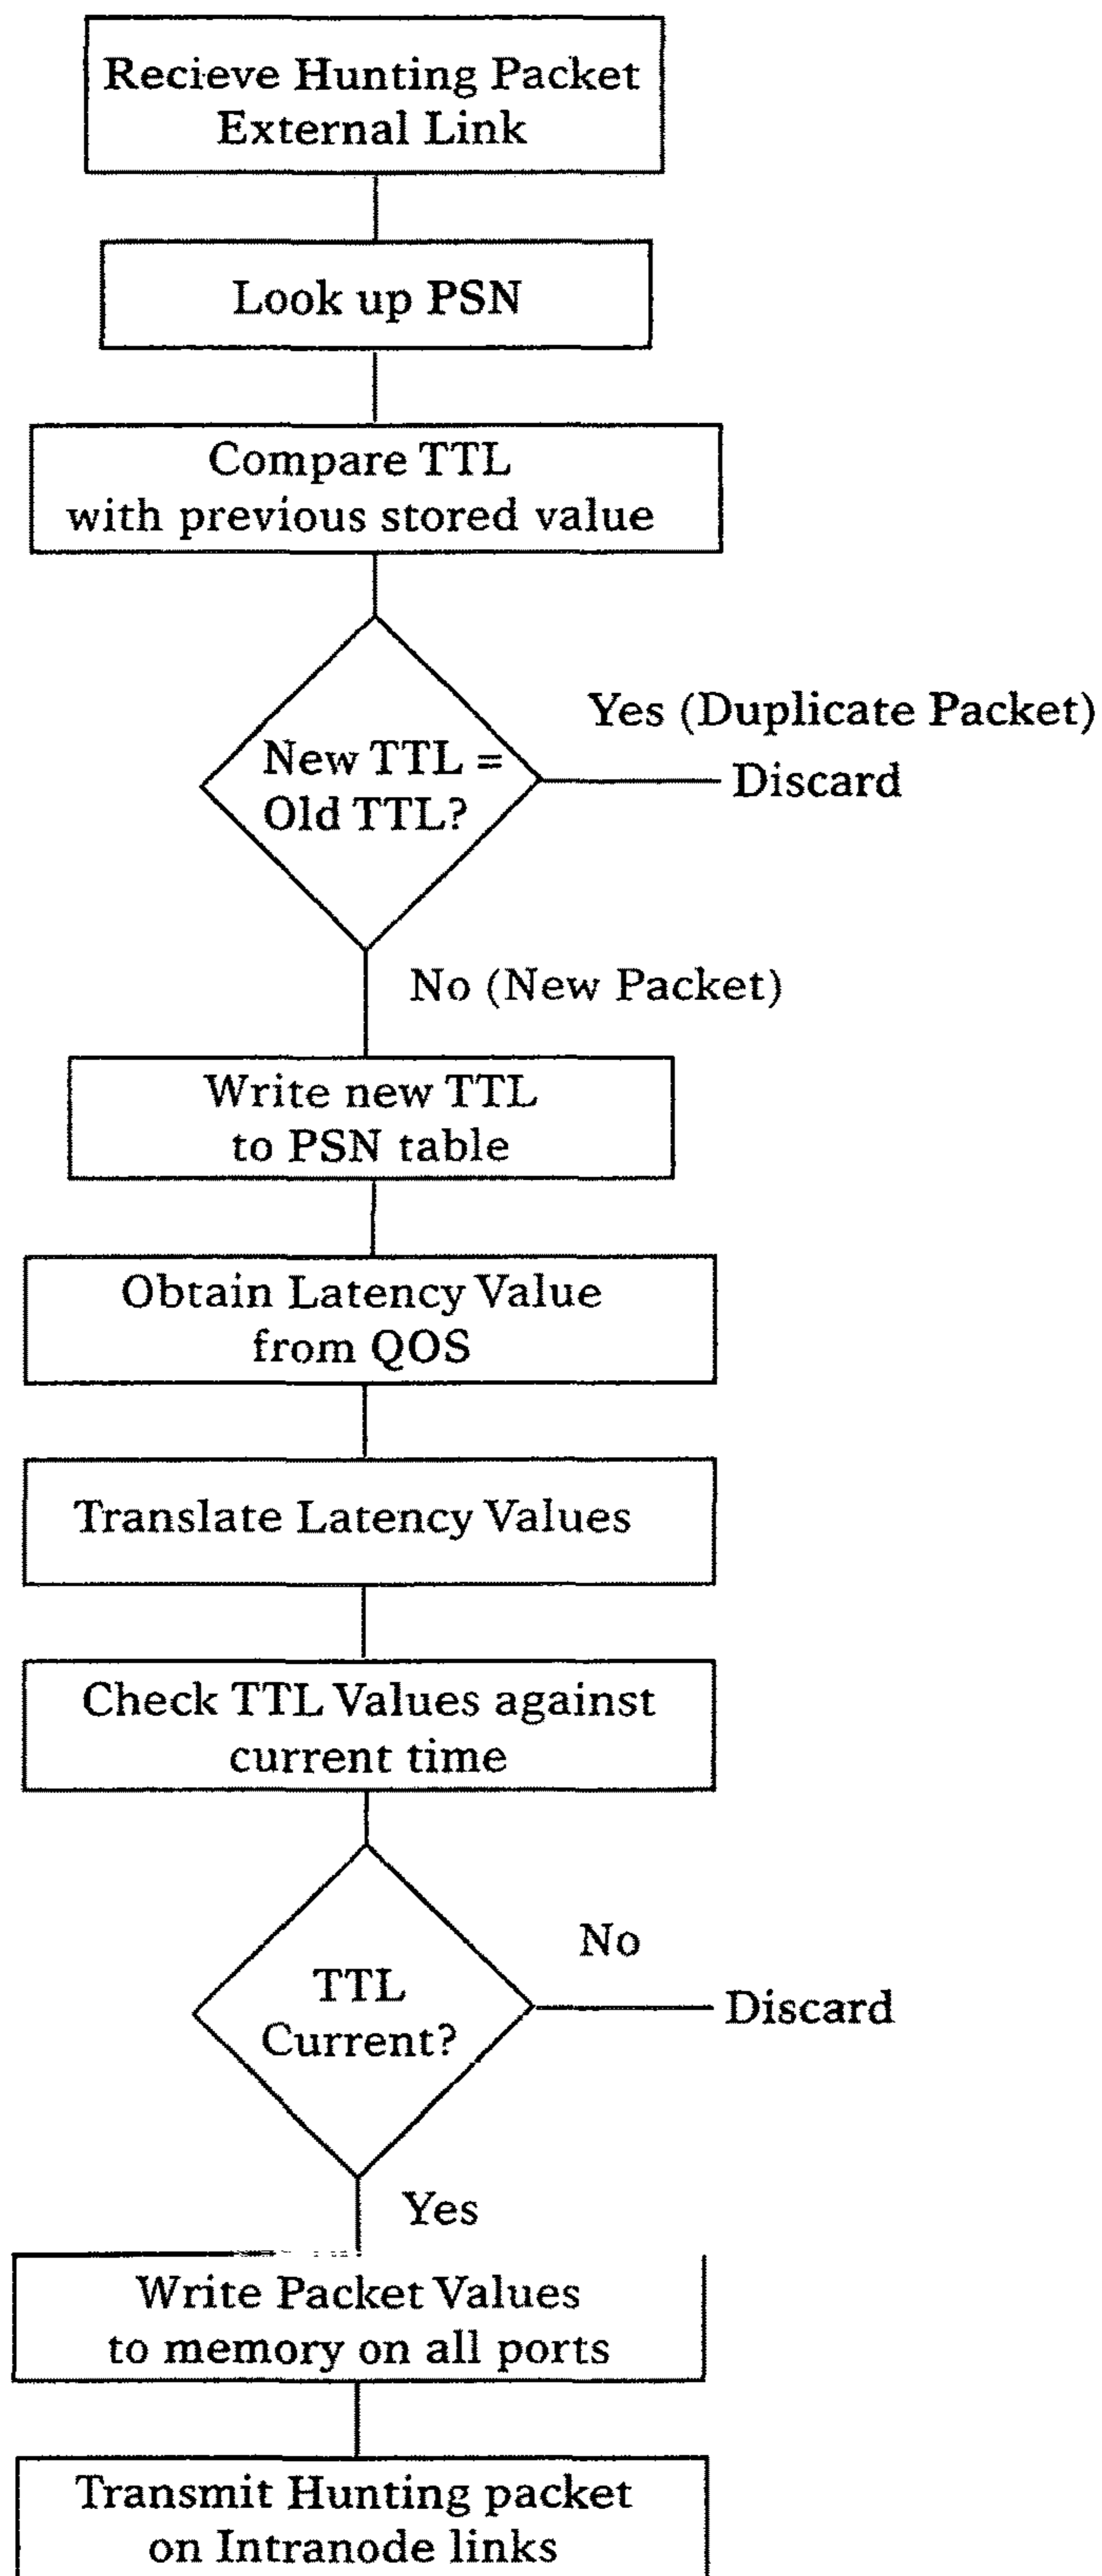 Recieve Hunting Packet
External Link
Look up PSN
Compare TTL
with previous stored value
Yes (Duplicate Packet)
New TTL =
Old TTL?
Discard
No (New Packet)
Write new TTL
to PSN table
Obtain Latency Value
from QOS
Translate Latency Values
Check TTL Values against
current time
No
TTL
Current?
Discard
Yes
Write Packet Values
to memory on all ports
Transmit Hunting packet
on Intranode links